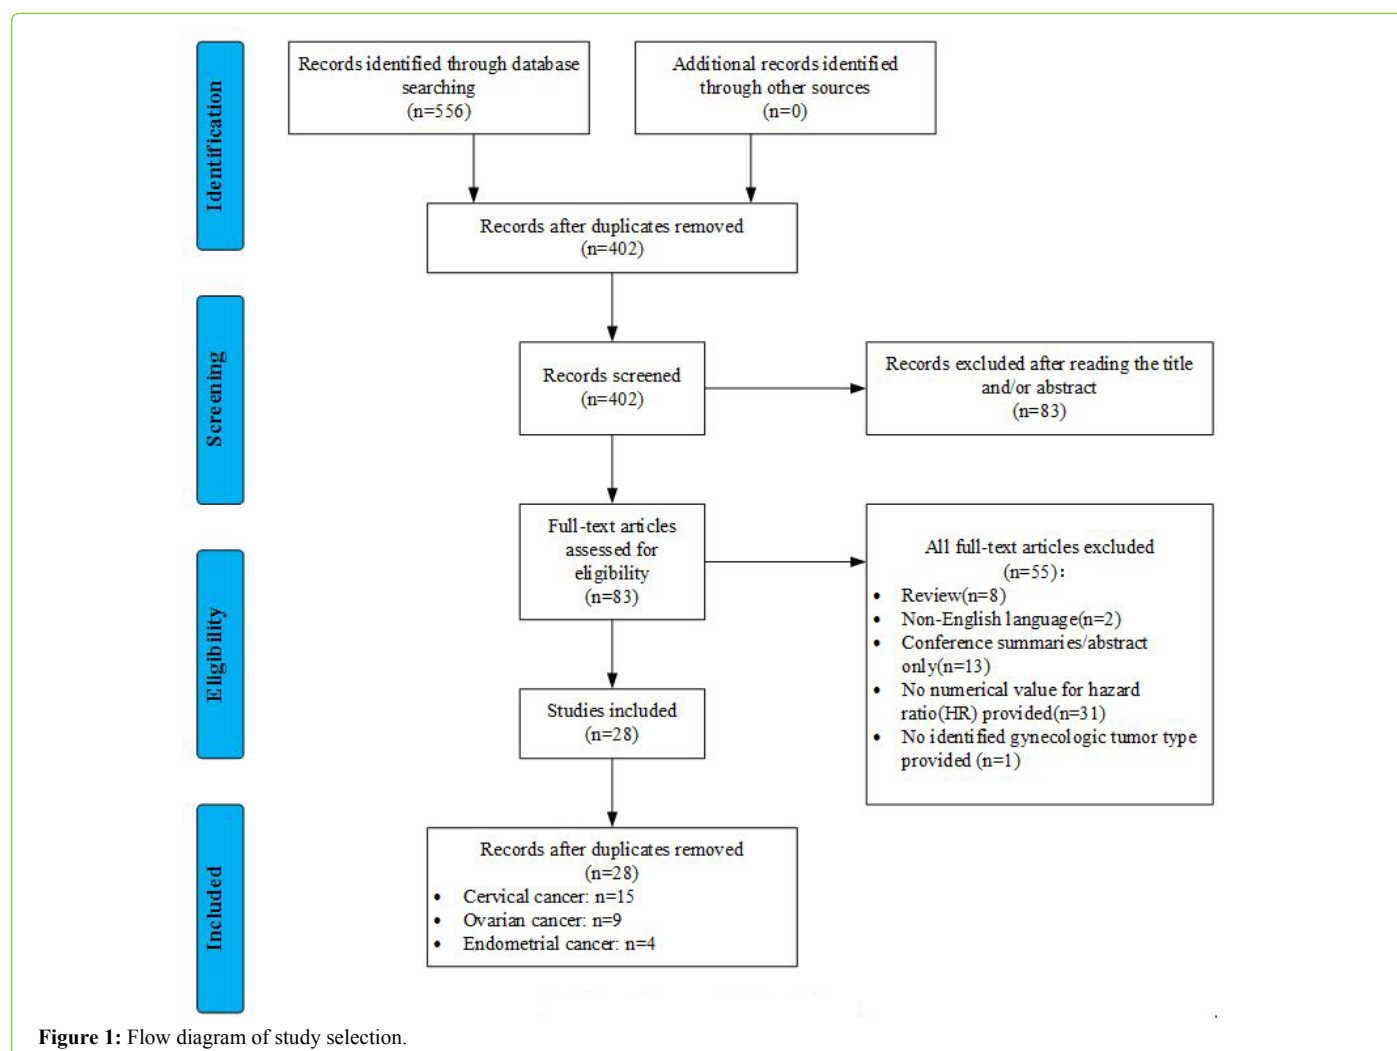 Identification
Records identified through database
searching
(n=556)
Additional records identified
through other sources
(n=0)
Records after duplicates removed
(n=402)
Screening
Records screened
(n=402)
Records excluded after reading the title
and/or abstract
(n=83)
Eligibility
Full-text articles
assessed for
eligibility
(n=83)
All full-text articles excluded
(n=55):
• Review(n=8)
• Non-English language(n=2)
• Conference summaries/abstract
only(n=13)
• No numerical value for hazard
ratio(HR) provided(n=31)
• No identified gynecologic tumor type
provided (n=1)
Studies included
(n=28)
Included
Records after duplicates removed
(n=28)
• Cervical cancer: n=15
• Ovarian cancer: n=9
• Endometrial cancer: n=4
Figure 1: Flow diagram of study selection.